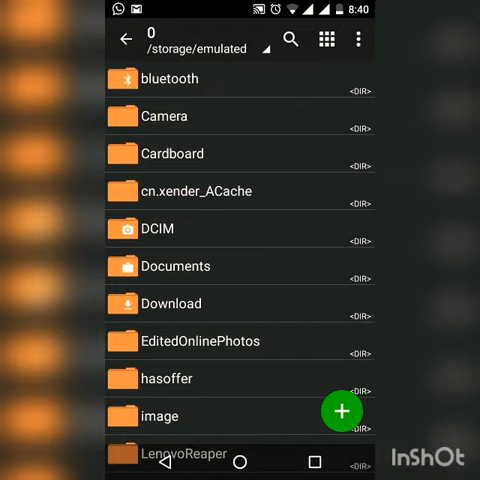 8:40
0
/storage/emulated
bluetooth
<DIR>
Camera
<DIR>
Cardboard
<DIR>
cn.xender_ACache
<DIR>
DCIM
<DIR>
Documents
<DIR>
Download
<DIR>
EditedOnlinePhotos
<DIR>
hasoffer
<DIR>
image
<DIR>
LenovoReaper
<DIR>
InShOt